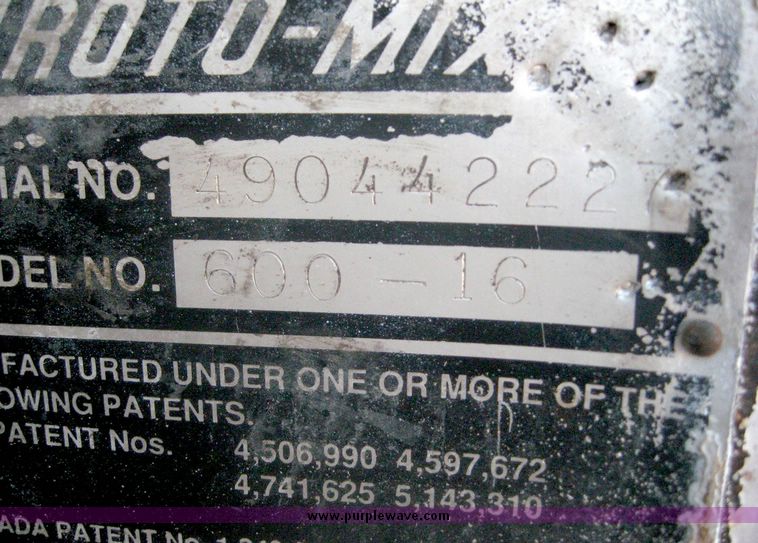 ROTO-MIX
IAL NO. 490442227
DEL NO. 600-16
FACTURED UNDER ONE OR MORE OF THE
OWING PATENTS.
PATENT Nos. 4,506,990 4,597,672
4,741,625 5,143,310
www.purplewave.com
ADA PATENT NO.